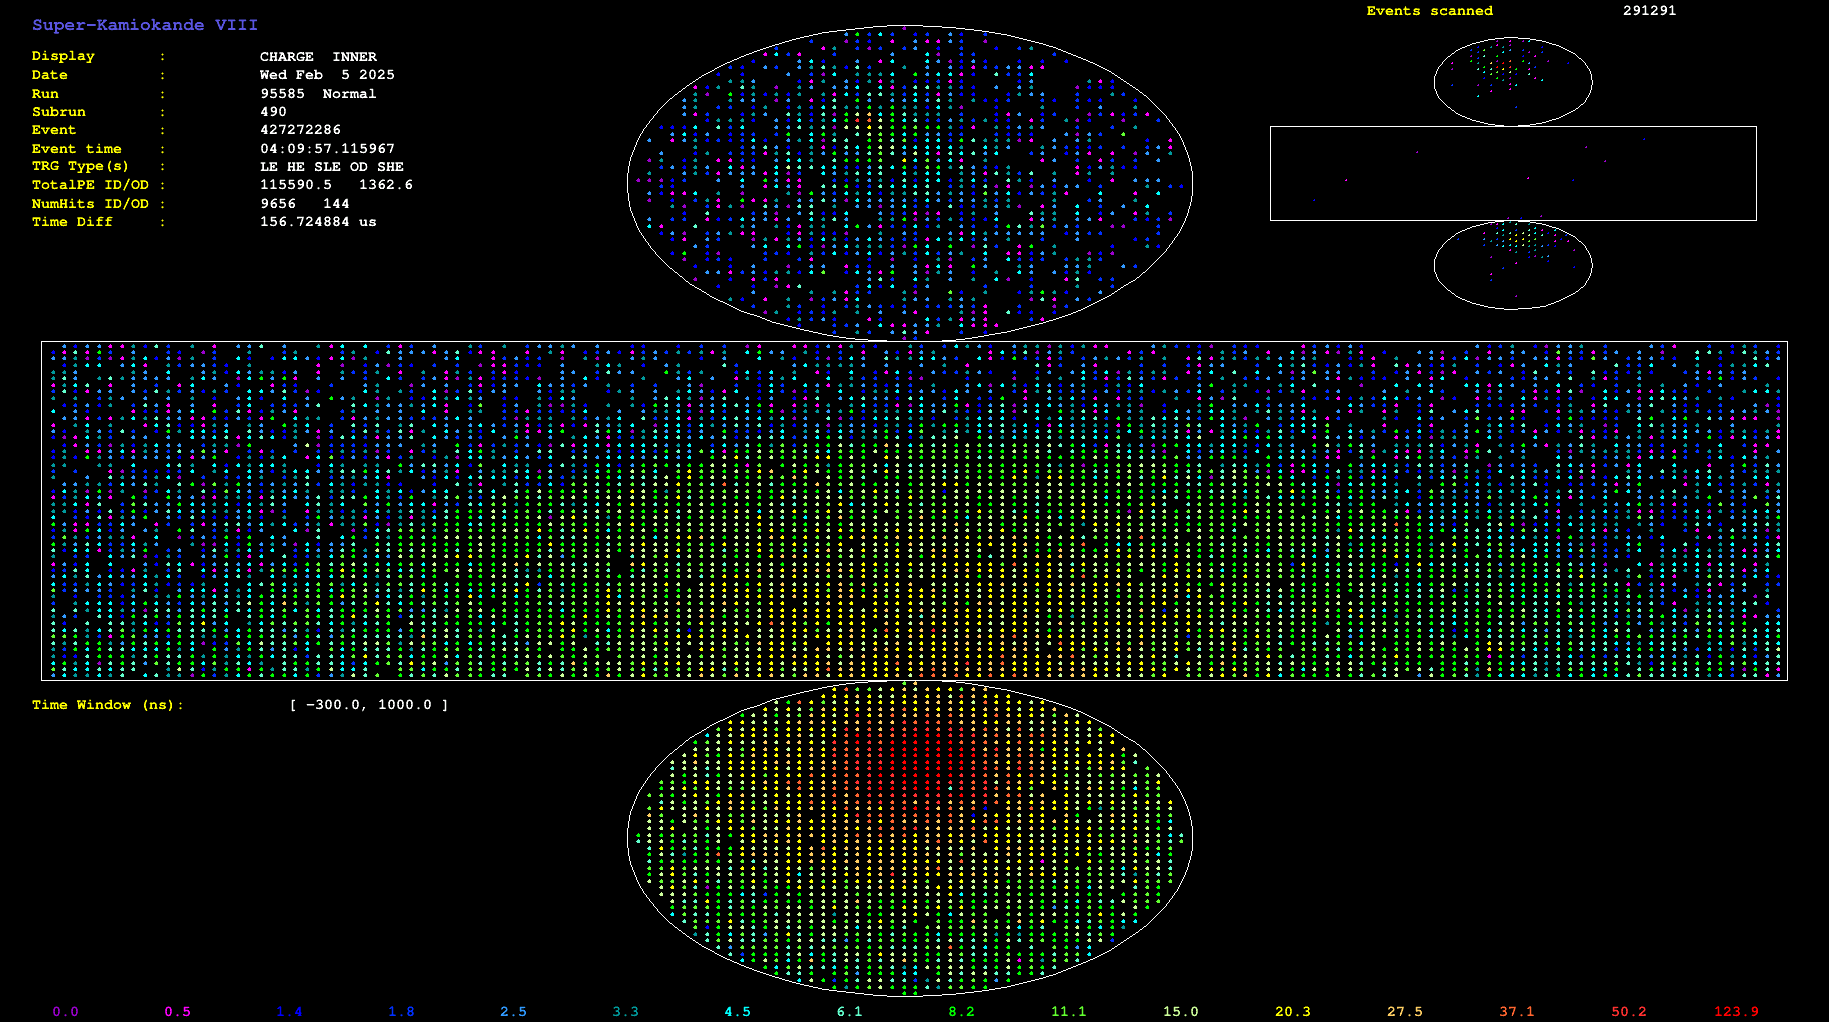 Super-Kamiokande VIII
Events scanned 291291
Display : CHARGE INNER
Date : Wed Feb 5 2025
Run : 95585 Normal
Subrun : 490
Event : 427272286
Event time : 04:09:57.115967
TRG Type(s) : LE HE SLE OD SHE
TotalPE ID/OD : 115590.5 1362.6
NumHits ID/OD : 9656 144
Time Diff : 156.724884 us
Time Window (ns): [ -300.0, 1000.0 ]
0.0 0.5 1.4 1.8 2.5 3.3 4.5 6.1 8.2 11.1 15.0 20.3 27.5 37.1 50.2 123.9